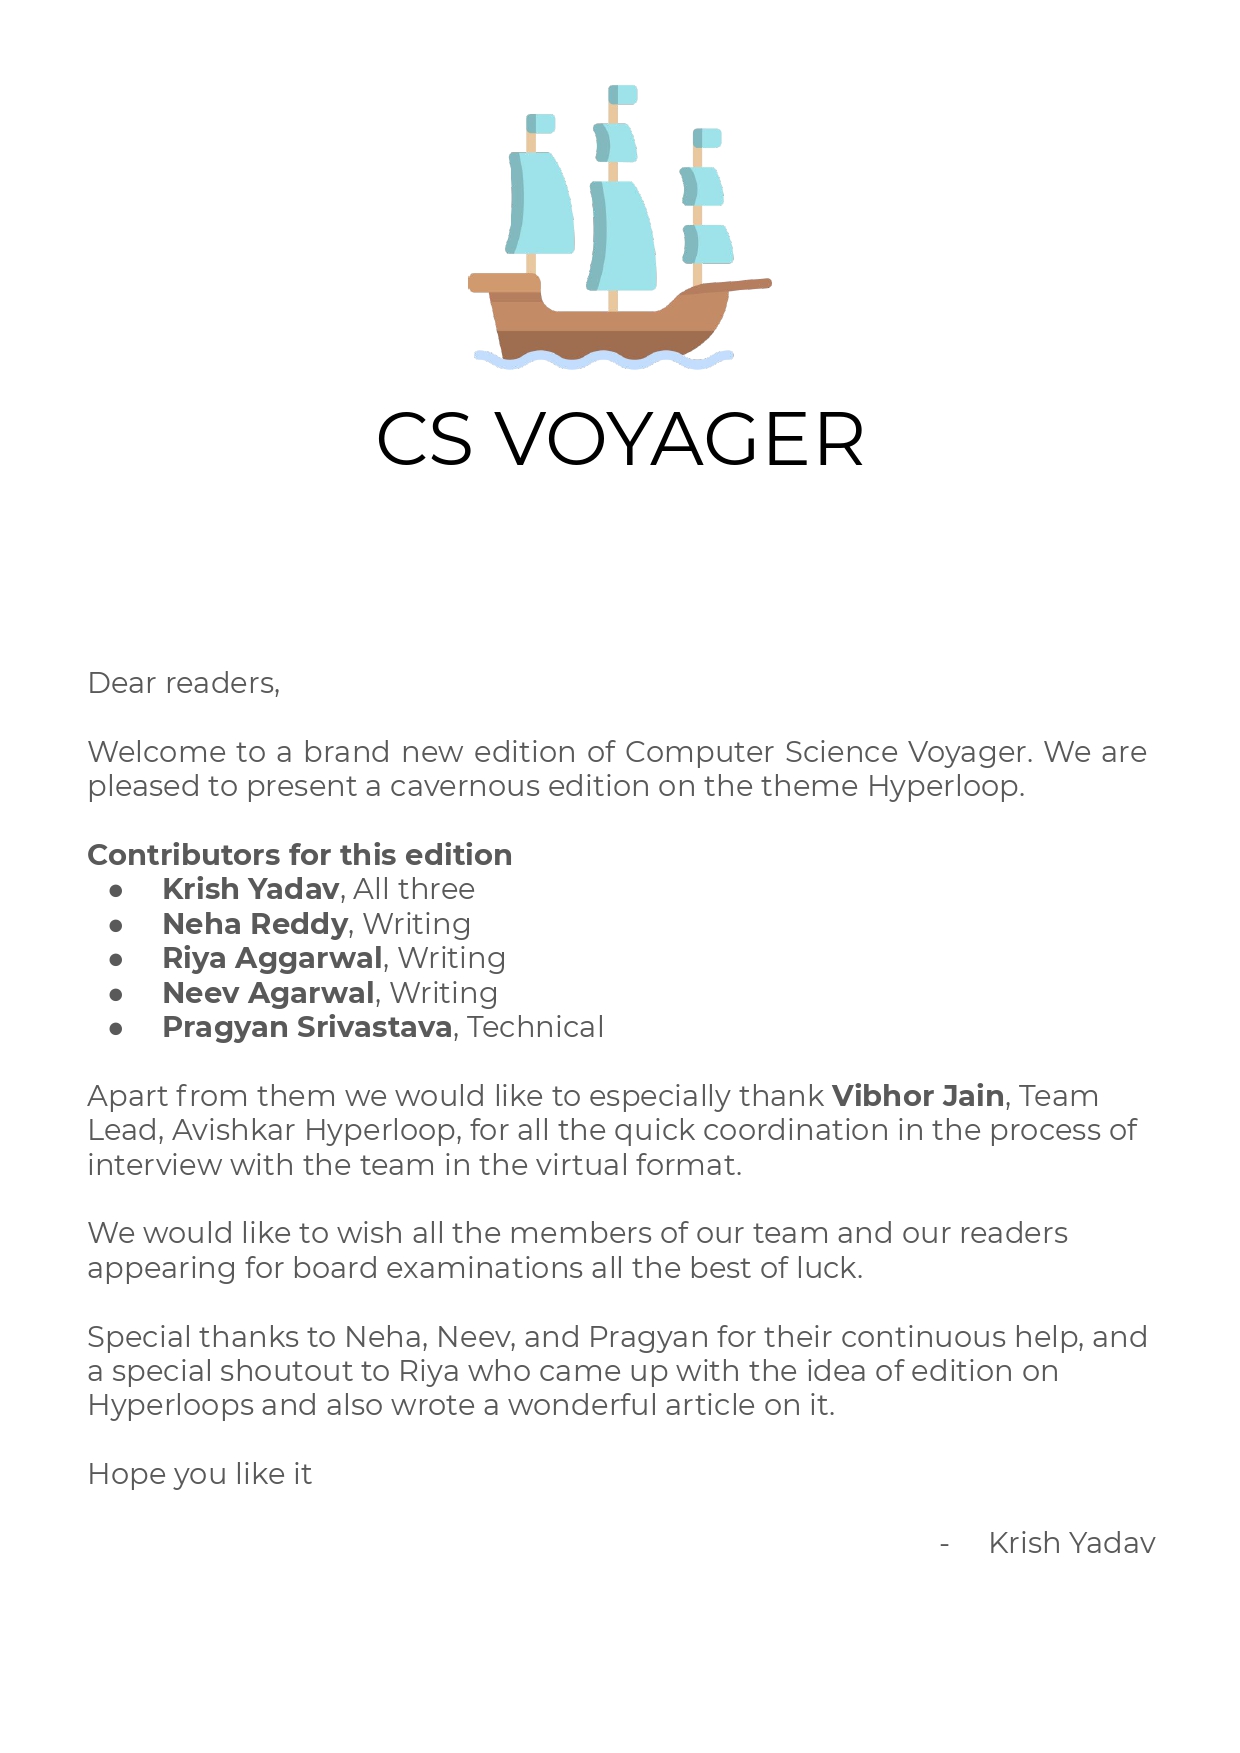 CS VOYAGER
Dear readers,
Welcome to a brand new edition of Computer Science Voyager. We are
pleased to present a cavernous edition on the theme Hyperloop.
Contributors for this edition
● Krish Yadav, All three
● Neha Reddy, Writing
● Riya Aggarwal, Writing
● Neev Agarwal, Writing
● Pragyan Srivastava, Technical
Apart from them we would like to especially thank Vibhor Jain, Team
Lead, Avishkar Hyperloop, for all the quick coordination in the process of
interview with the team in the virtual format.
We would like to wish all the members of our team and our readers
appearing for board examinations all the best of luck.
Special thanks to Neha, Neev, and Pragyan for their continuous help, and
a special shoutout to Riya who came up with the idea of edition on
Hyperloops and also wrote a wonderful article on it.
Hope you like it
- Krish Yadav